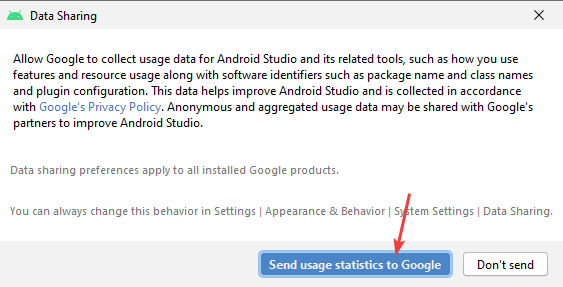 Data Sharing
Allow Google to collect usage data for Android Studio and its related tools, such as how you use
features and resource usage along with software identifiers such as package name and class names
and plugin configuration. This data helps improve Android Studio and is collected in accordance
with Google's Privacy Policy. Anonymous and aggregated usage data may be shared with Google's
partners to improve Android Studio.
Data sharing preferences apply to all installed Google products.
You can always change this behavior in Settings | Appearance & Behavior | System Settings | Data Sharing.
Send usage statistics to Google
Don't send